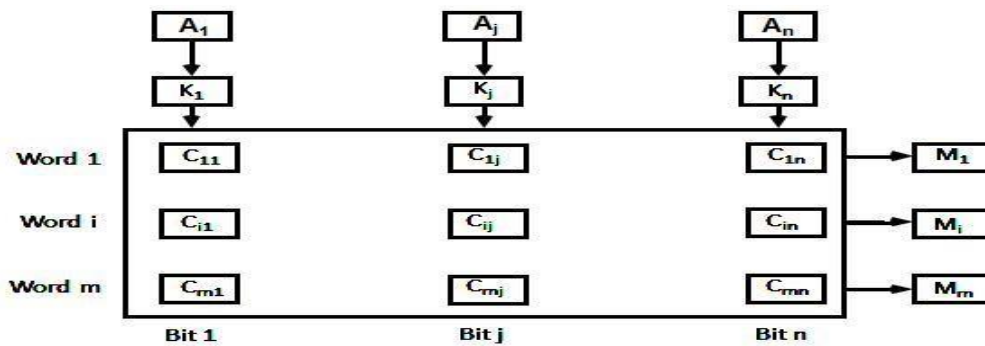 A₁ Aⱼ Aₙ
K₁ Kⱼ Kₙ
Word 1 C₁₁ C₁ⱼ C₁ₙ M₁
Word i Cᵢ₁ Cᵢⱼ Cᵢₙ Mᵢ
Word m Cₘ₁ Cₘⱼ Cₘₙ Mₘ
Bit 1 Bit j Bit n